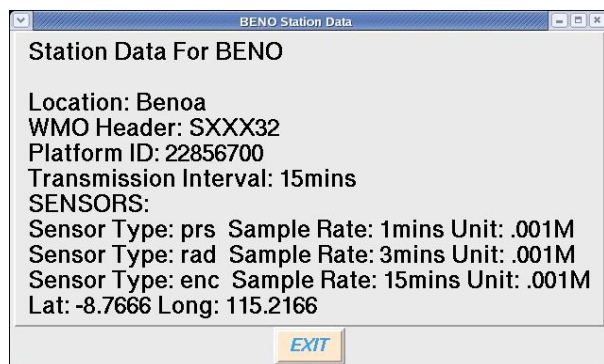 BENO Station Data
Station Data For BENO
Location: Benoa
WMO Header: SXXX32
Platform ID: 22856700
Transmission Interval: 15mins
SENSORS:
Sensor Type: prs  Sample Rate: 1mins Unit: .001M
Sensor Type: rad  Sample Rate: 3mins Unit: .001M
Sensor Type: enc  Sample Rate: 15mins Unit: .001M
Lat: -8.7666 Long: 115.2166
EXIT